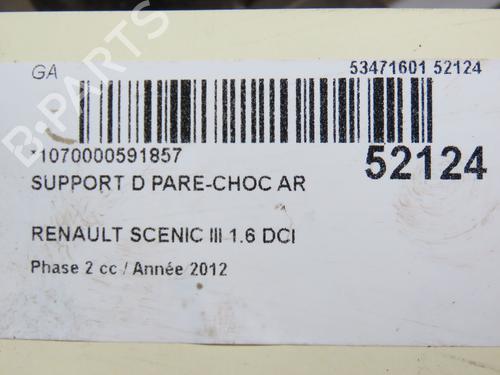 GA
53471601 52124
*1070000591857
52124
SUPPORT D PARE-CHOC AR
RENAULT SCENIC III 1.6 DCI
Phase 2 cc / Année 2012
B-PARTS